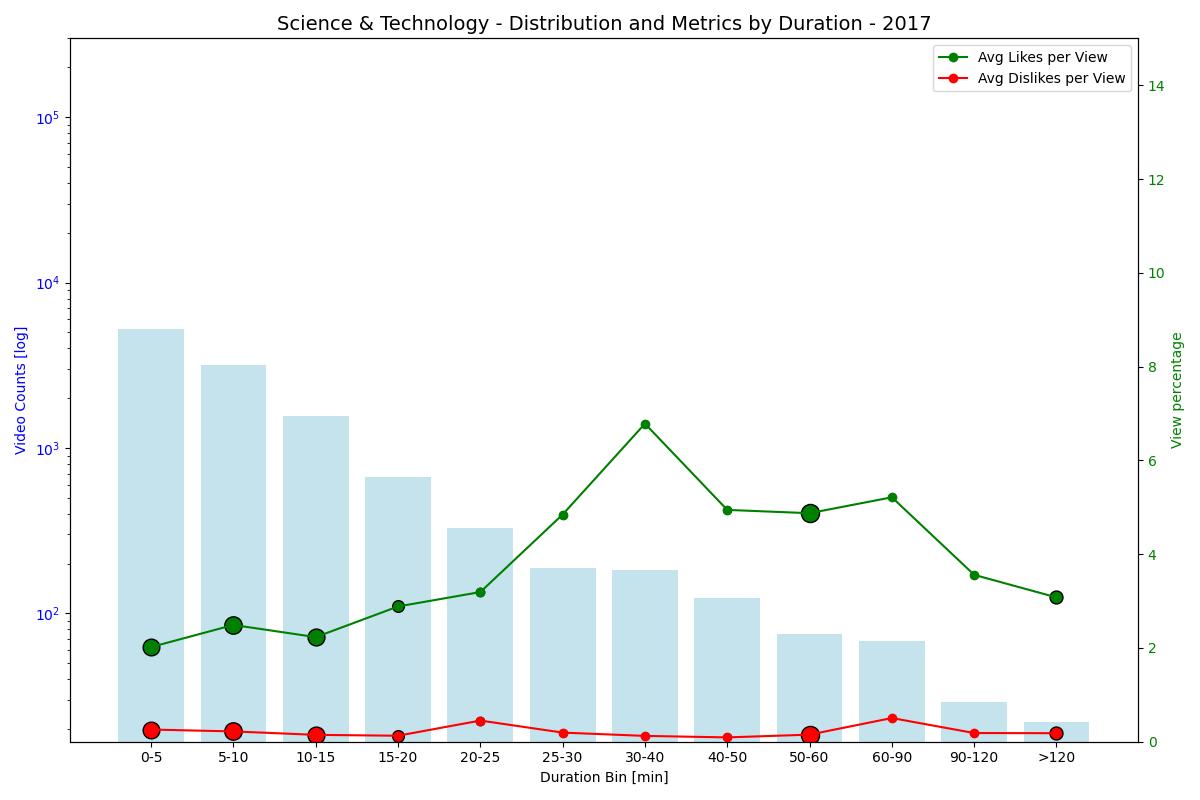 Science & Technology - Distribution and Metrics by Duration - 2017
Avg Likes per View
Avg Dislikes per View
Video Counts [log]
10^5
10^4
10^3
10^2
14
12
10
8
6
4
2
0
View percentage
0-5 5-10 10-15 15-20 20-25 25-30 30-40 40-50 50-60 60-90 90-120 >120
Duration Bin [min]